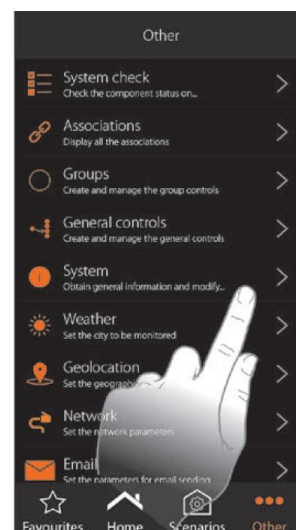 Other
System check
Check the component status on...
Associations
Display all the associations
Groups
Create and manage the group controls
General controls
Create and manage the general controls
System
Obtain general information and modify...
Weather
Set the city to be monitored
Geolocation
Set the geographi
Network
Set the network parameters
Email
Set the parameters for email sending
Favourites Home Scenarios Other